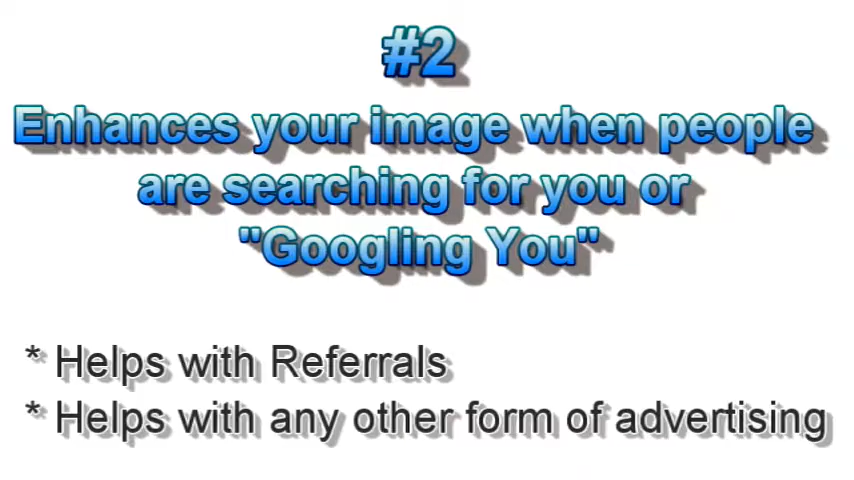 #2
Enhances your image when people
are searching for you or
"Googling You"
* Helps with Referrals
* Helps with any other form of advertising